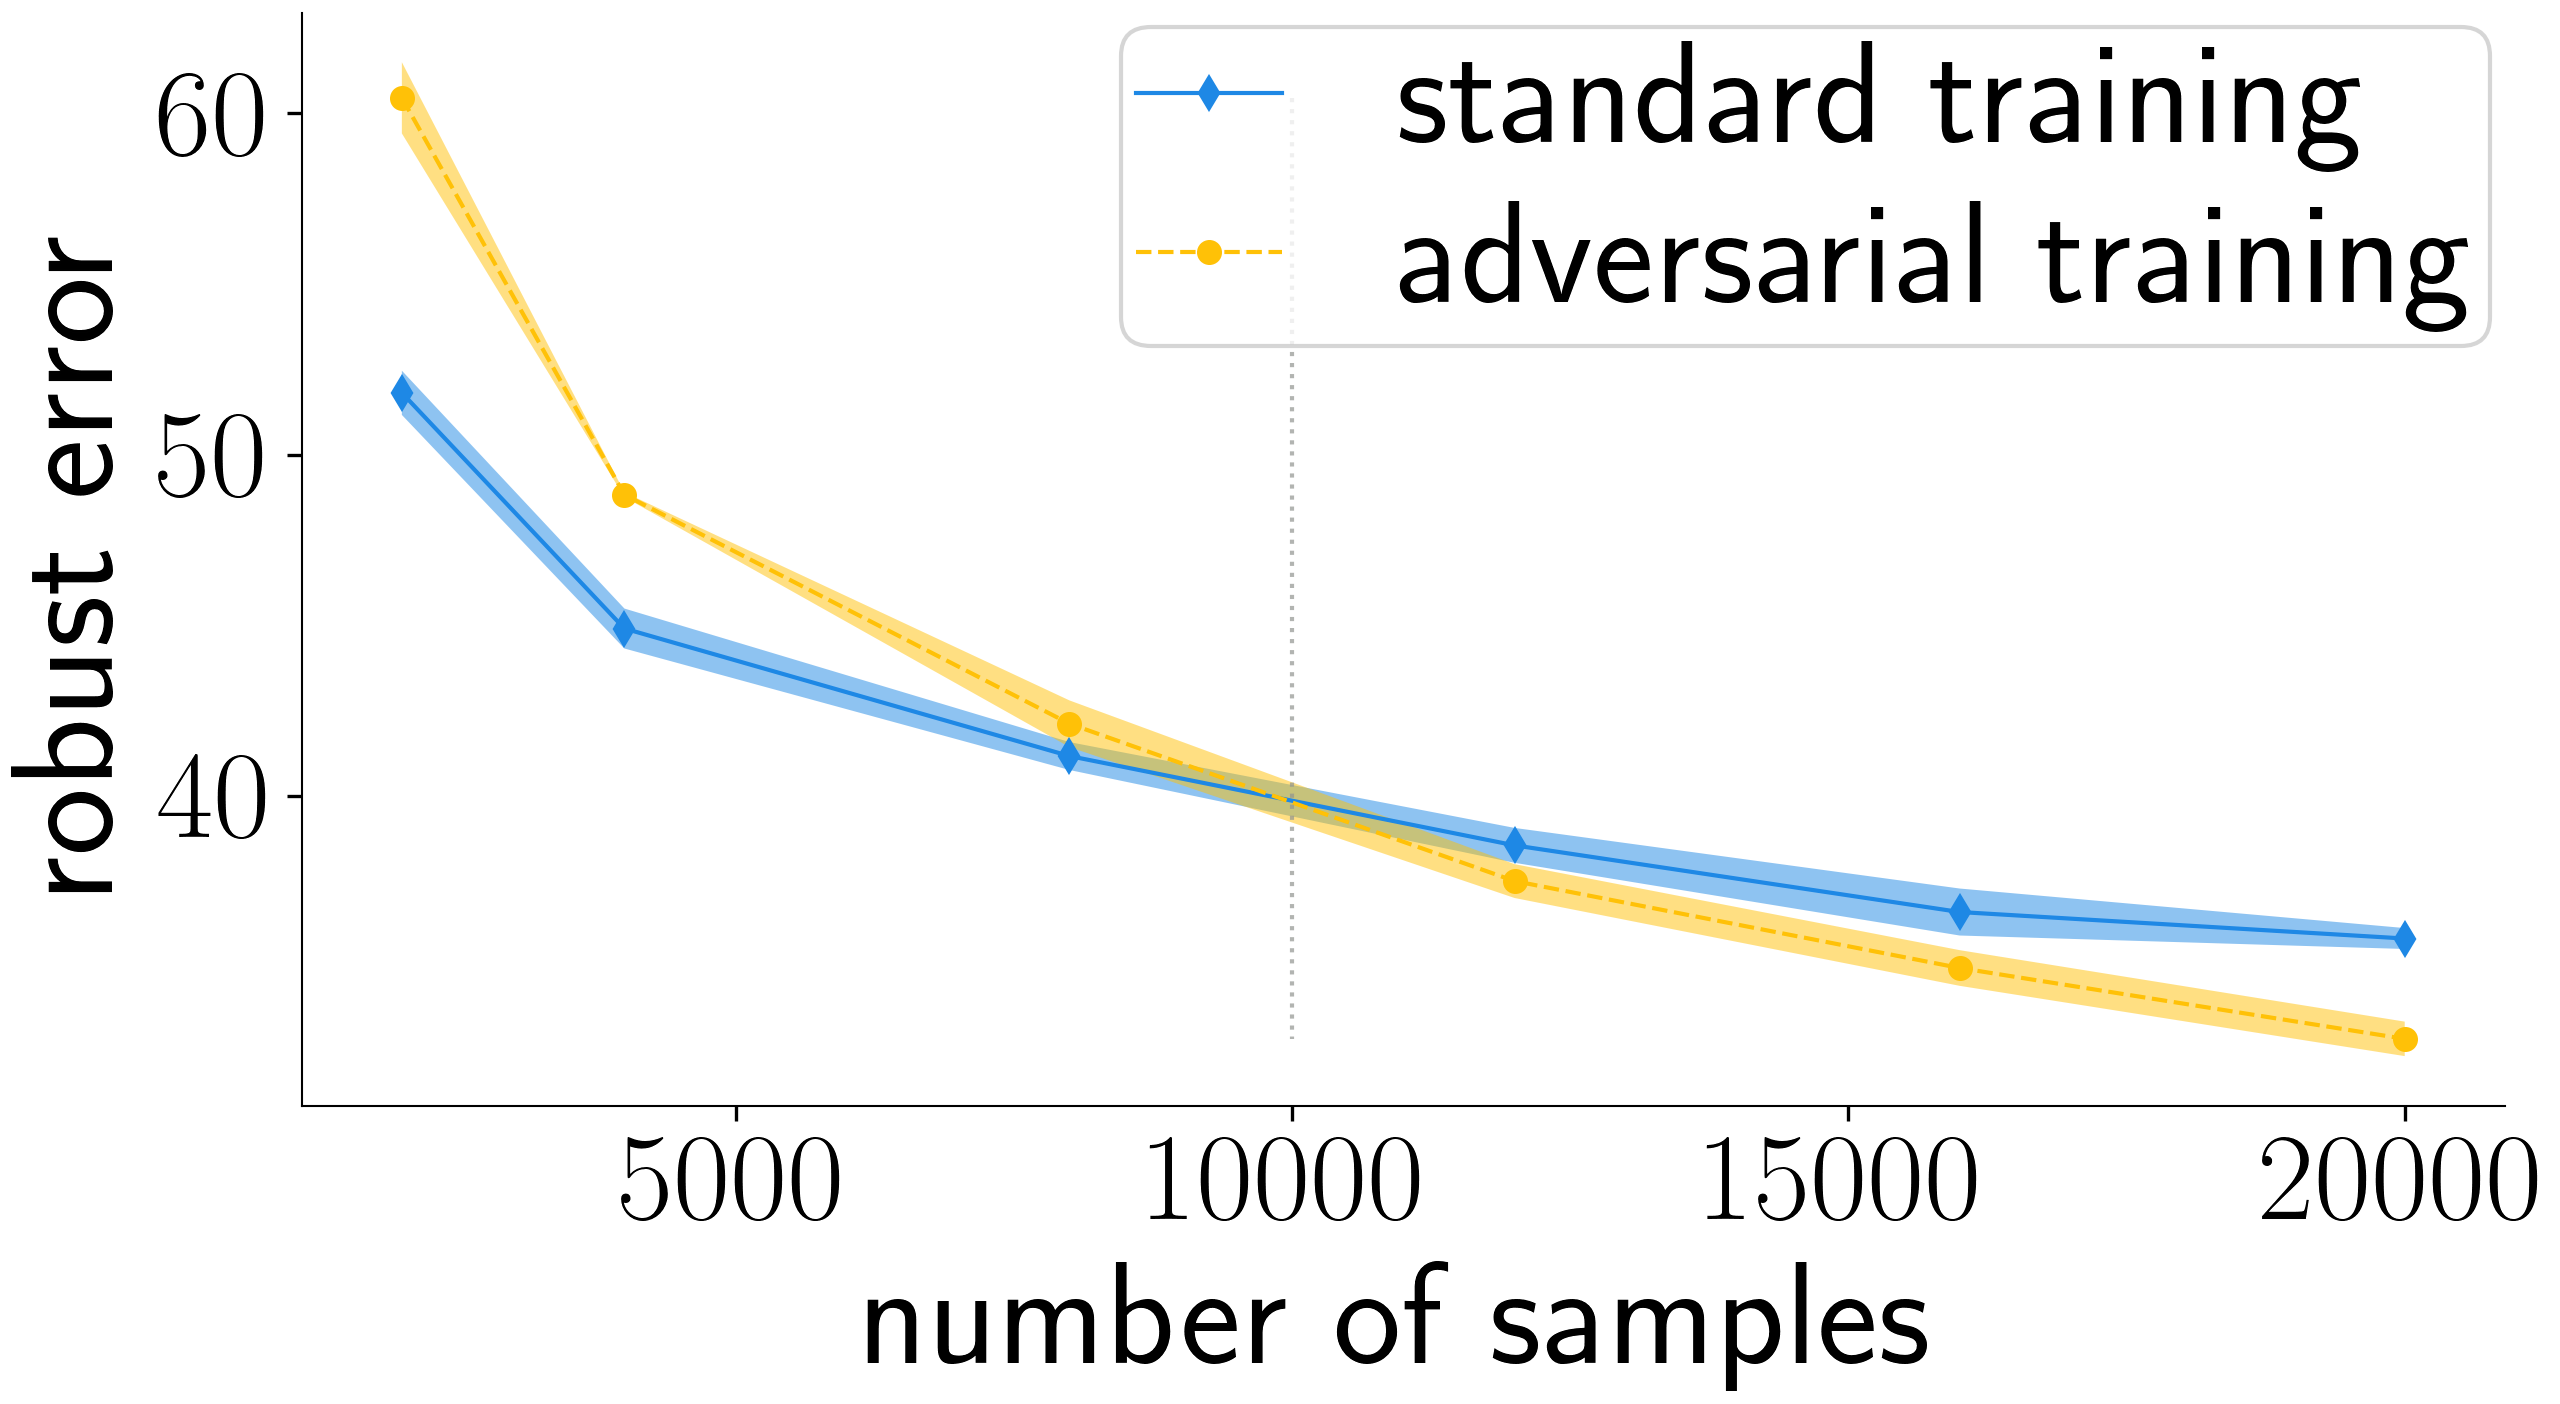 standard training
adversarial training
robust error
60
50
40
5000 10000 15000 20000
number of samples